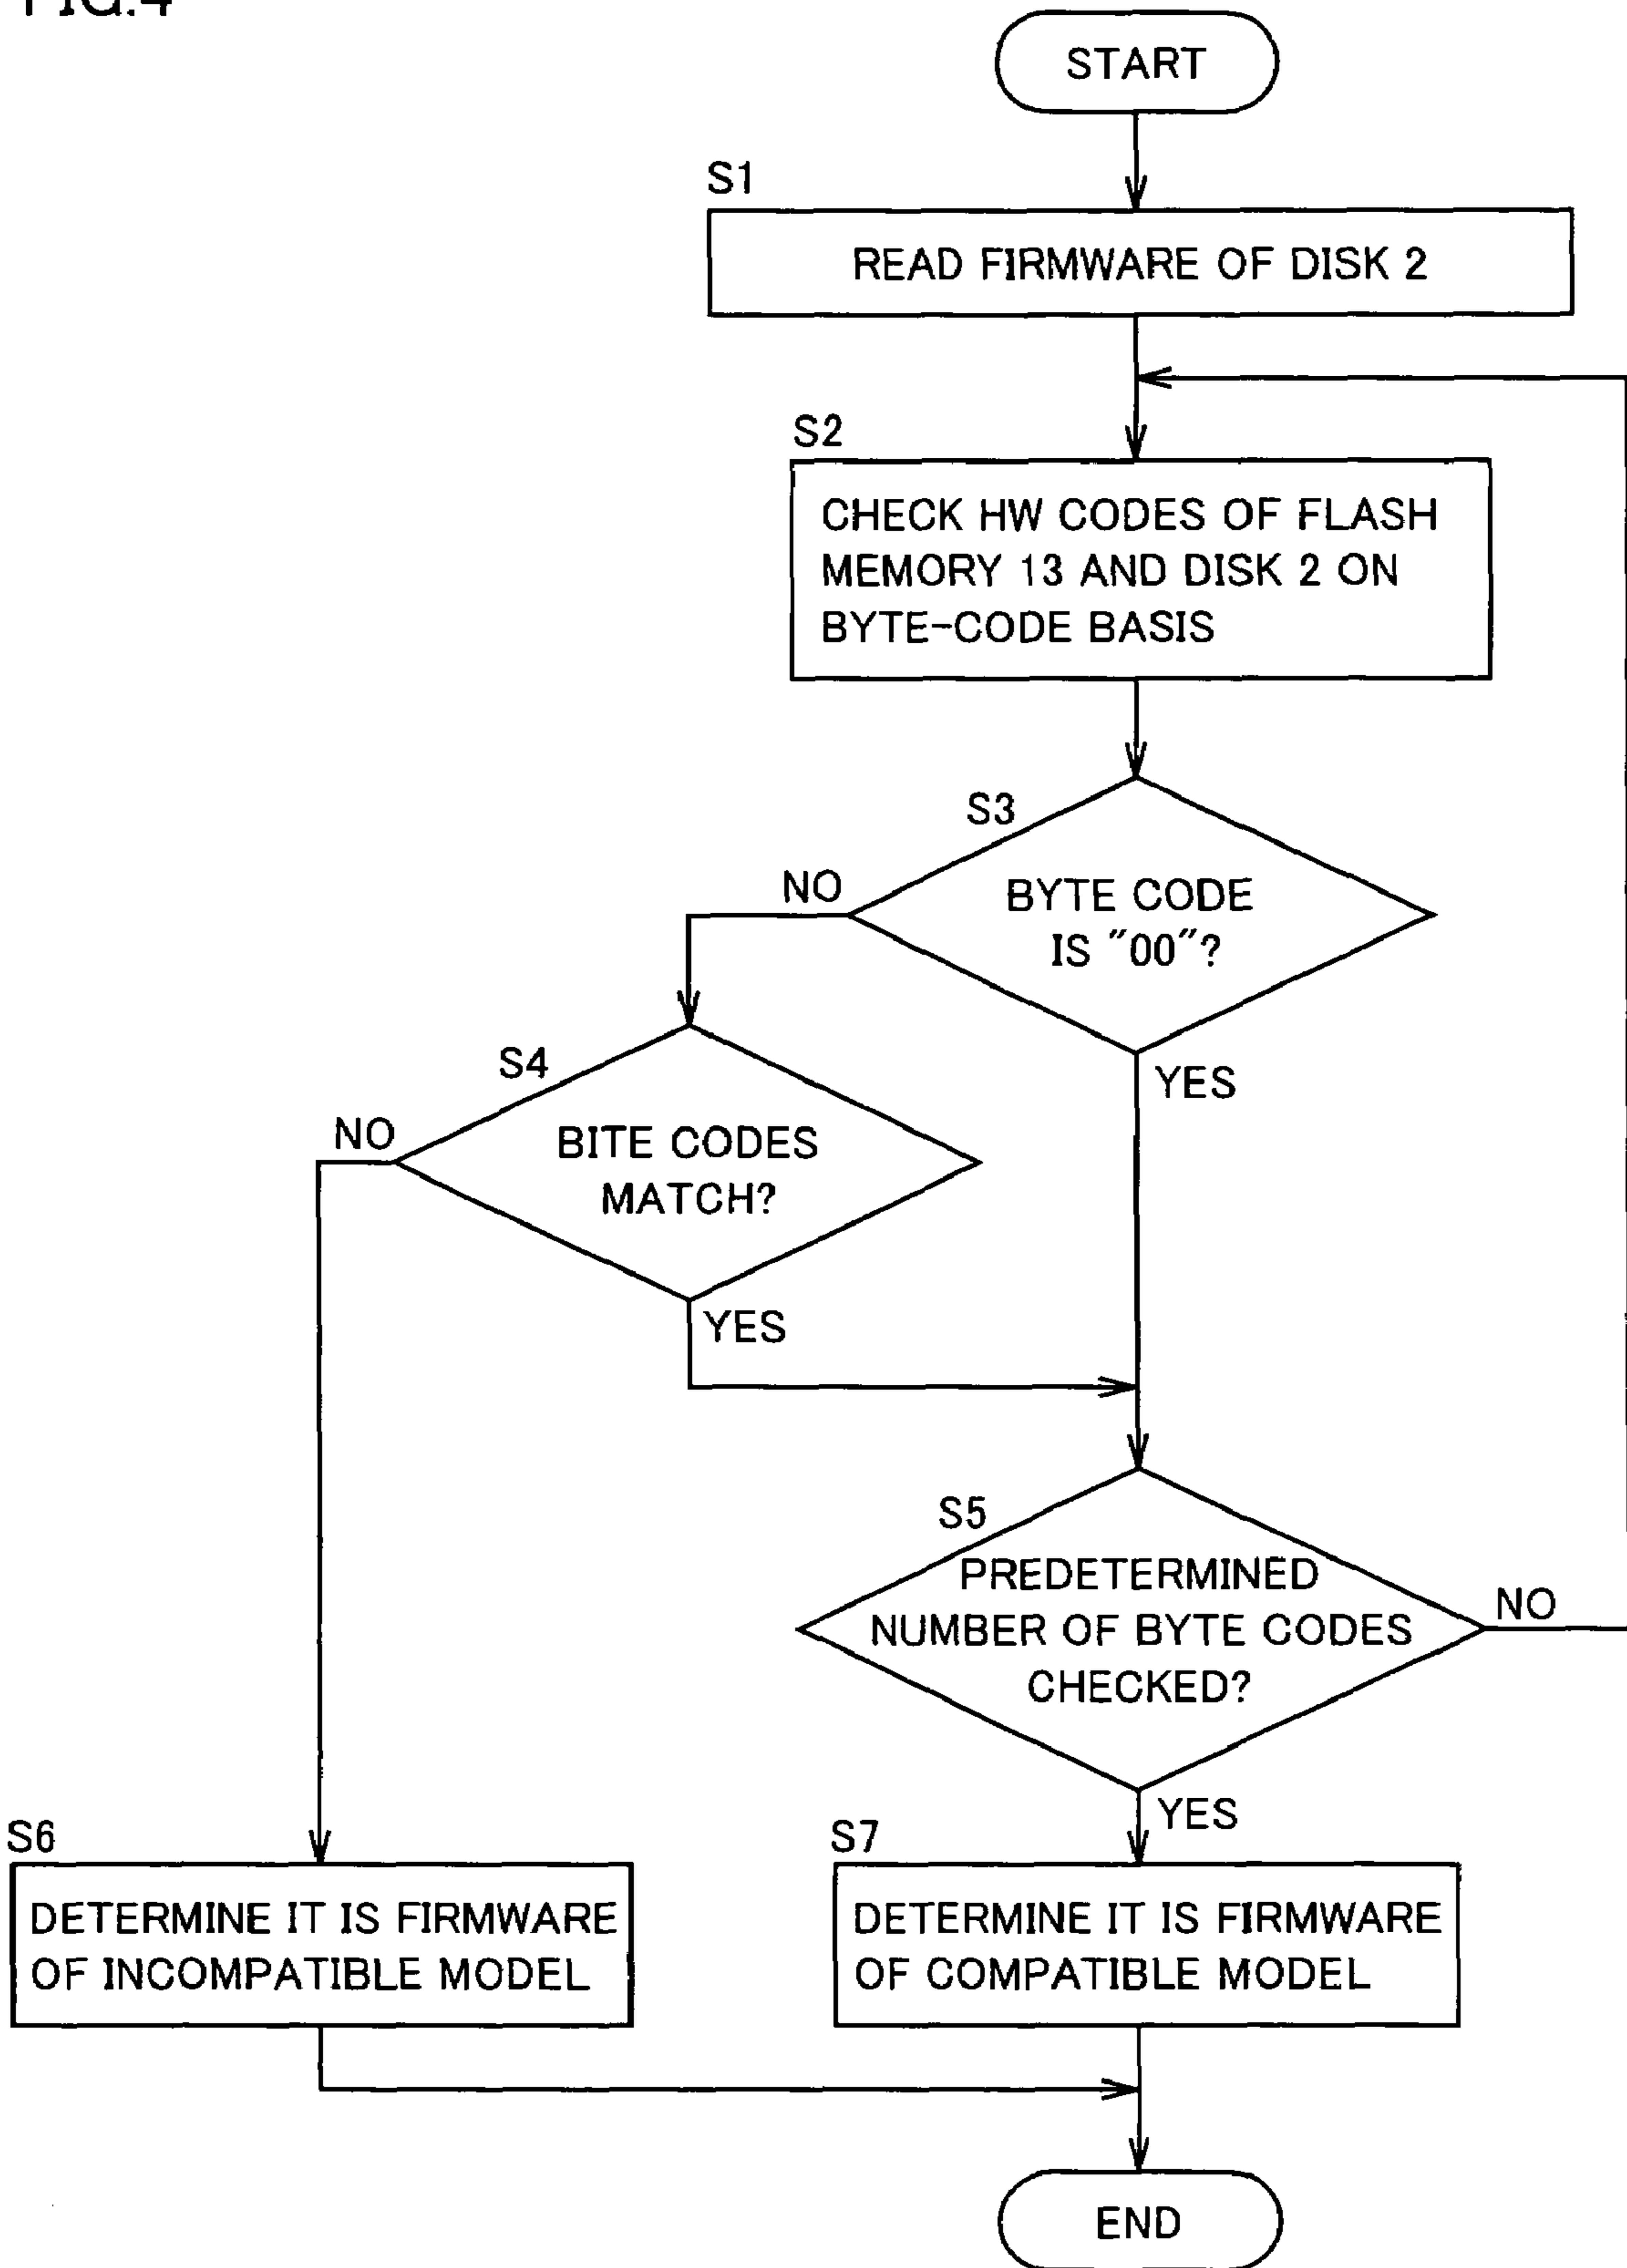 FIG.4
START
S1
READ FIRMWARE OF DISK 2
S2
CHECK HW CODES OF FLASH
MEMORY 13 AND DISK 2 ON
BYTE-CODE BASIS
S3
NO
BYTE CODE
IS "00"?
YES
S4
NO
BITE CODES
MATCH?
YES
S5
PREDETERMINED
NUMBER OF BYTE CODES
CHECKED?
NO
YES
S6
DETERMINE IT IS FIRMWARE
OF INCOMPATIBLE MODEL
S7
DETERMINE IT IS FIRMWARE
OF COMPATIBLE MODEL
END